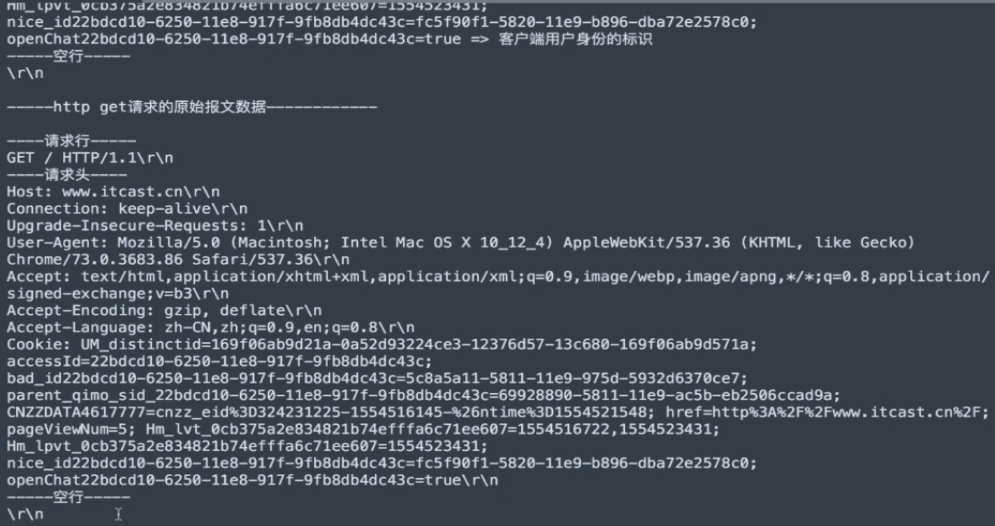 Hm_lpvt_0cb375a2e834821b74efffa6c71ee607=1554523431;
nice_id22bdcd10-6250-11e8-917f-9fb8db4dc43c=fc5f90f1-5820-11e9-b896-dba72e2578c0;
openChat22bdcd10-6250-11e8-917f-9fb8db4dc43c=true => 客户端用户身份的标识
-----空行-----
\r\n
-----http get请求的原始报文数据------------
----请求行-----
GET / HTTP/1.1\r\n
----请求头----
Host: www.itcast.cn\r\n
Connection: keep-alive\r\n
Upgrade-Insecure-Requests: 1\r\n
User-Agent: Mozilla/5.0 (Macintosh; Intel Mac OS X 10_12_4) AppleWebKit/537.36 (KHTML, like Gecko)
Chrome/73.0.3683.86 Safari/537.36\r\n
Accept: text/html,application/xhtml+xml,application/xml;q=0.9,image/webp,image/apng,*/*;q=0.8,application/
signed-exchange;v=b3\r\n
Accept-Encoding: gzip, deflate\r\n
Accept-Language: zh-CN,zh;q=0.9,en;q=0.8\r\n
Cookie: UM_distinctid=169f06ab9d21a-0a52d93224ce3-12376d57-13c680-169f06ab9d571a;
accessId=22bdcd10-6250-11e8-917f-9fb8db4dc43c;
bad_id22bdcd10-6250-11e8-917f-9fb8db4dc43c=5c8a5a11-5811-11e9-975d-5932d6370ce7;
parent_qimo_sid_22bdcd10-6250-11e8-917f-9fb8db4dc43c=69928890-5811-11e9-ac5b-eb2506ccad9a;
CNZZDATA4617777=cnzz_eid%3D324231225-1554516145-%26ntime%3D1554521548; href=http%3A%2F%2Fwww.itcast.cn%2F;
pageViewNum=5; Hm_lvt_0cb375a2e834821b74efffa6c71ee607=1554516722,1554523431;
Hm_lpvt_0cb375a2e834821b74efffa6c71ee607=1554523431;
nice_id22bdcd10-6250-11e8-917f-9fb8db4dc43c=fc5f90f1-5820-11e9-b896-dba72e2578c0;
openChat22bdcd10-6250-11e8-917f-9fb8db4dc43c=true\r\n
-----空行-----
\r\n